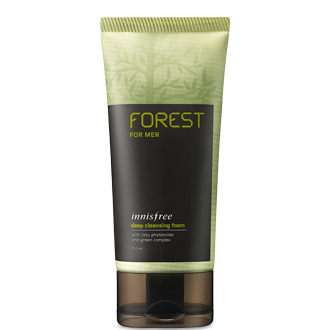 FOREST
FOR MEN
innisfree
deep cleansing foam
with Jeju phytoncide
and green complex